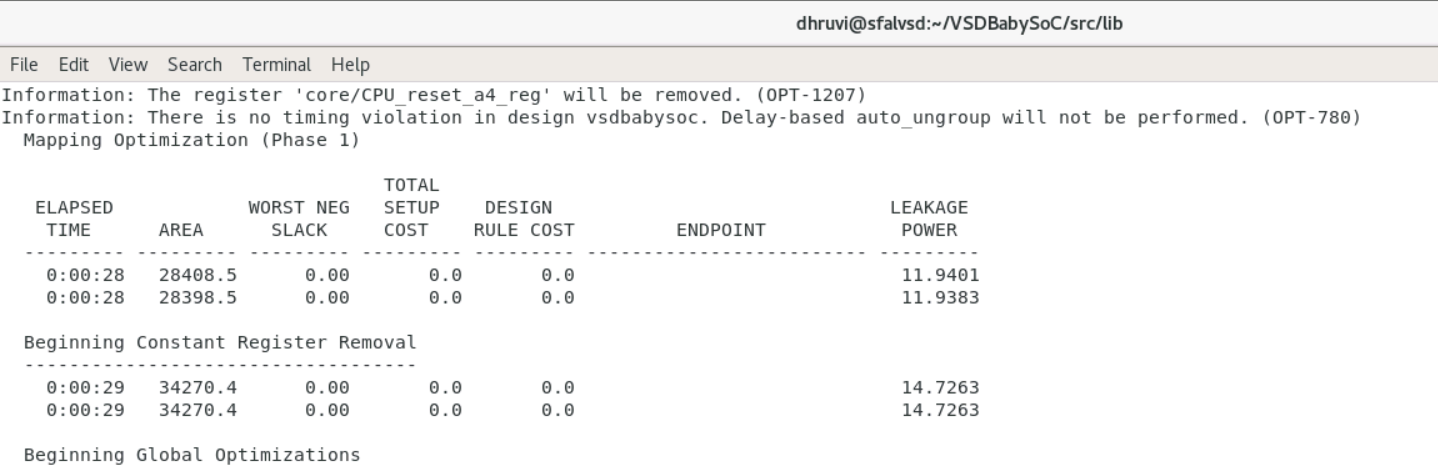 dhruvi@sfalvsd:~/VSDBabySoC/src/lib
File Edit View Search Terminal Help
Information: The register 'core/CPU_reset_a4_reg' will be removed. (OPT-1207)
Information: There is no timing violation in design vsdbabysoc. Delay-based auto_ungroup will not be performed. (OPT-780)
  Mapping Optimization (Phase 1)
                                  TOTAL
   ELAPSED            WORST NEG   SETUP    DESIGN                              LEAKAGE
    TIME      AREA      SLACK     COST    RULE COST         ENDPOINT            POWER
  --------- --------- --------- --------- --------- ------------------------- ---------
    0:00:28   28408.5      0.00       0.0       0.0                             11.9401
    0:00:28   28398.5      0.00       0.0       0.0                             11.9383
  Beginning Constant Register Removal
  -----------------------------------
    0:00:29   34270.4      0.00       0.0       0.0                             14.7263
    0:00:29   34270.4      0.00       0.0       0.0                             14.7263
  Beginning Global Optimizations